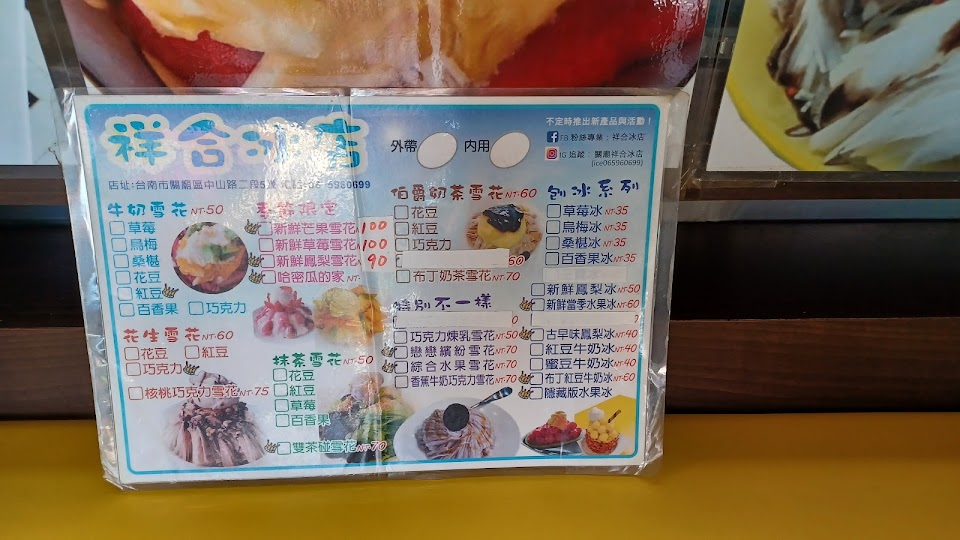 祥合冰店
外帶 內用
不定時推出新產品與活動！
FB 粉絲專業：祥合冰店
IG 追蹤：關廟祥合冰店
(ice065960699)
店址:台南市關廟區中山路二段
牛奶雪花 NT-50
草莓
烏梅
桑椹
花豆
紅豆
百香果
巧克力
花生雪花 NT-60
花豆
紅豆
巧克力
核桃巧克力雪花 NT-75
季節限定
新鮮芒果雪花 100
新鮮草莓雪花 100
新鮮鳳梨雪花 90
哈密瓜的家 NT-
抹茶雪花 NT-50
花豆
紅豆
草莓
百香果
雙茶碰雪花 NT-70
伯爵奶茶雪花 NT-60
花豆
紅豆
巧克力
布丁奶茶雪花 NT-70
特別不一樣
巧克力煉乳雪花 NT-50
戀戀繽紛雪花 NT-70
綜合水果雪花 NT-70
香蕉牛奶巧克力雪花 NT-70
刨冰系列
草莓冰 NT-35
烏梅冰 NT-35
桑椹冰 NT-35
百香果冰 NT-35
新鮮鳳梨冰 NT-50
新鮮當季水果冰 NT-60
古早味鳳梨冰 NT-40
紅豆牛奶冰 NT-40
蜜豆牛奶冰 NT-40
布丁紅豆牛奶冰 NT-60
隱藏版水果冰